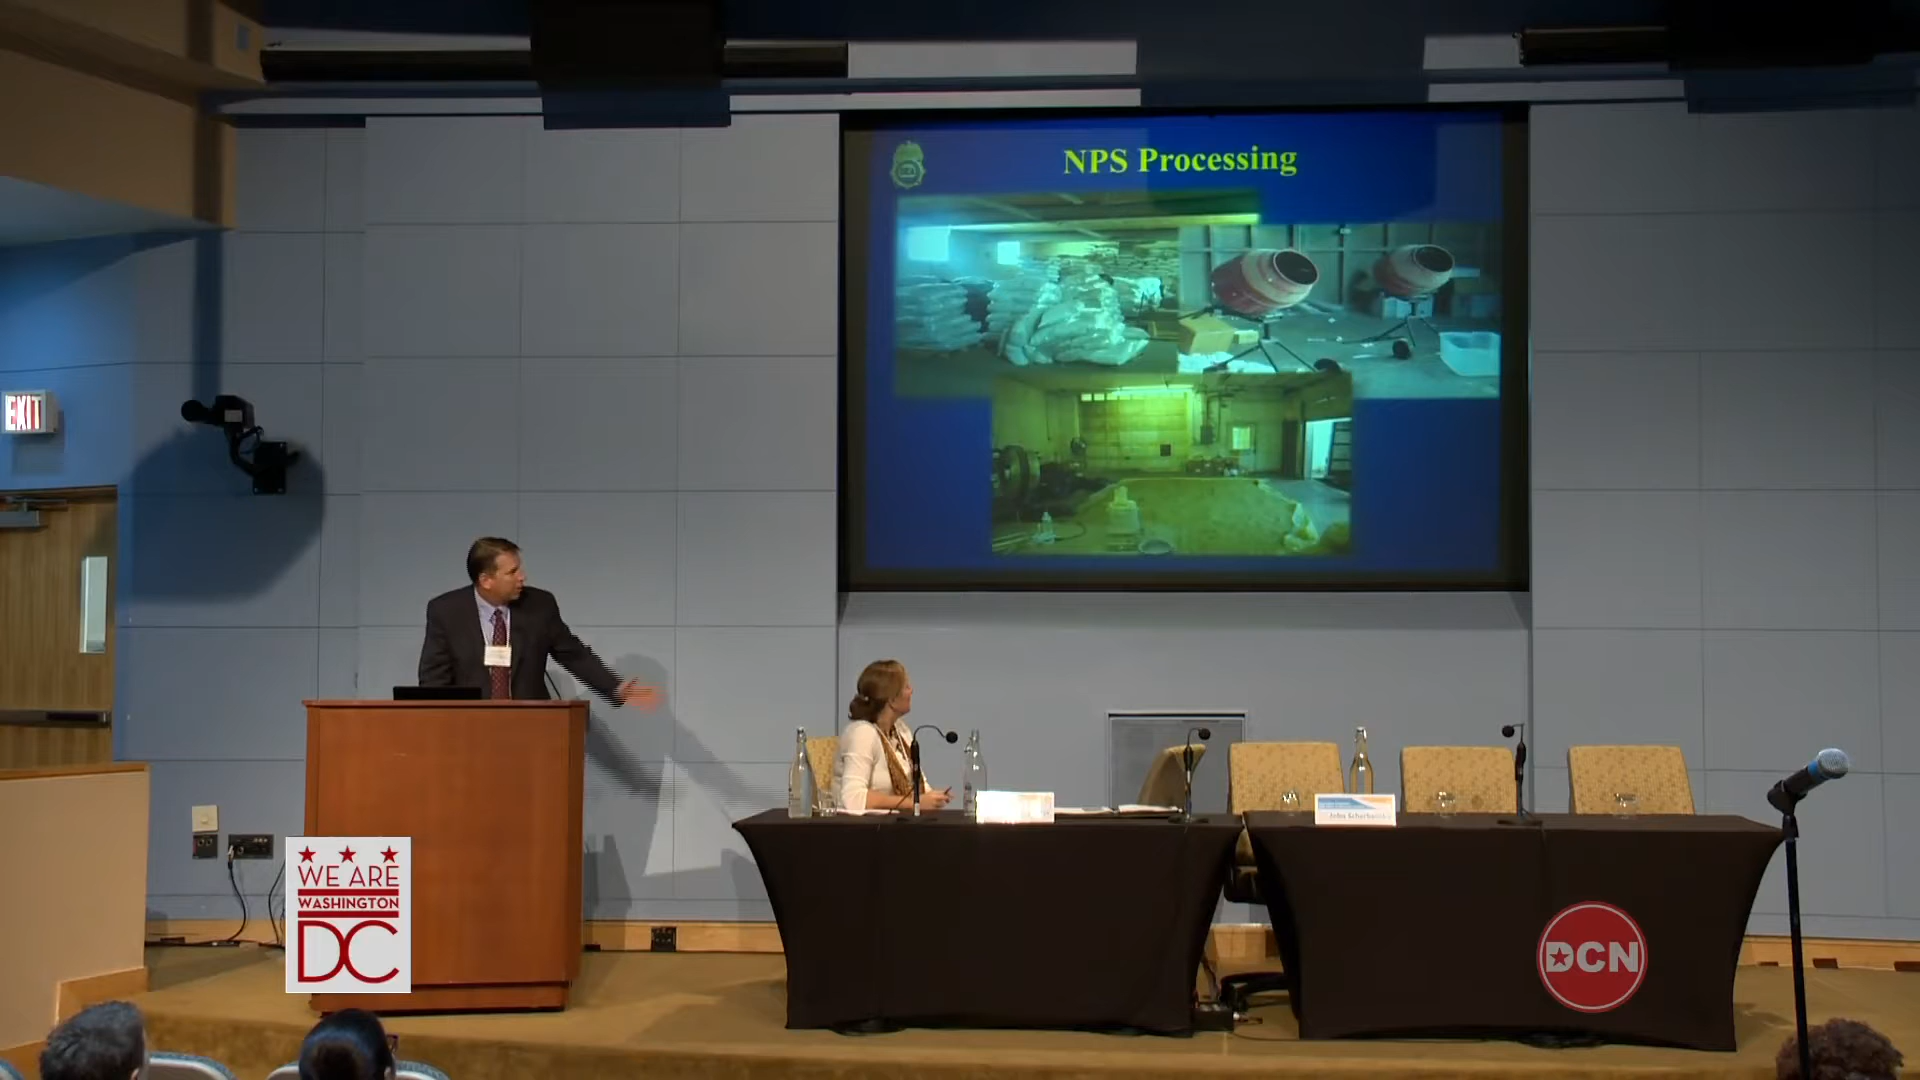 NPS Processing
EXIT
WE ARE
WASHINGTON
DC
DCN